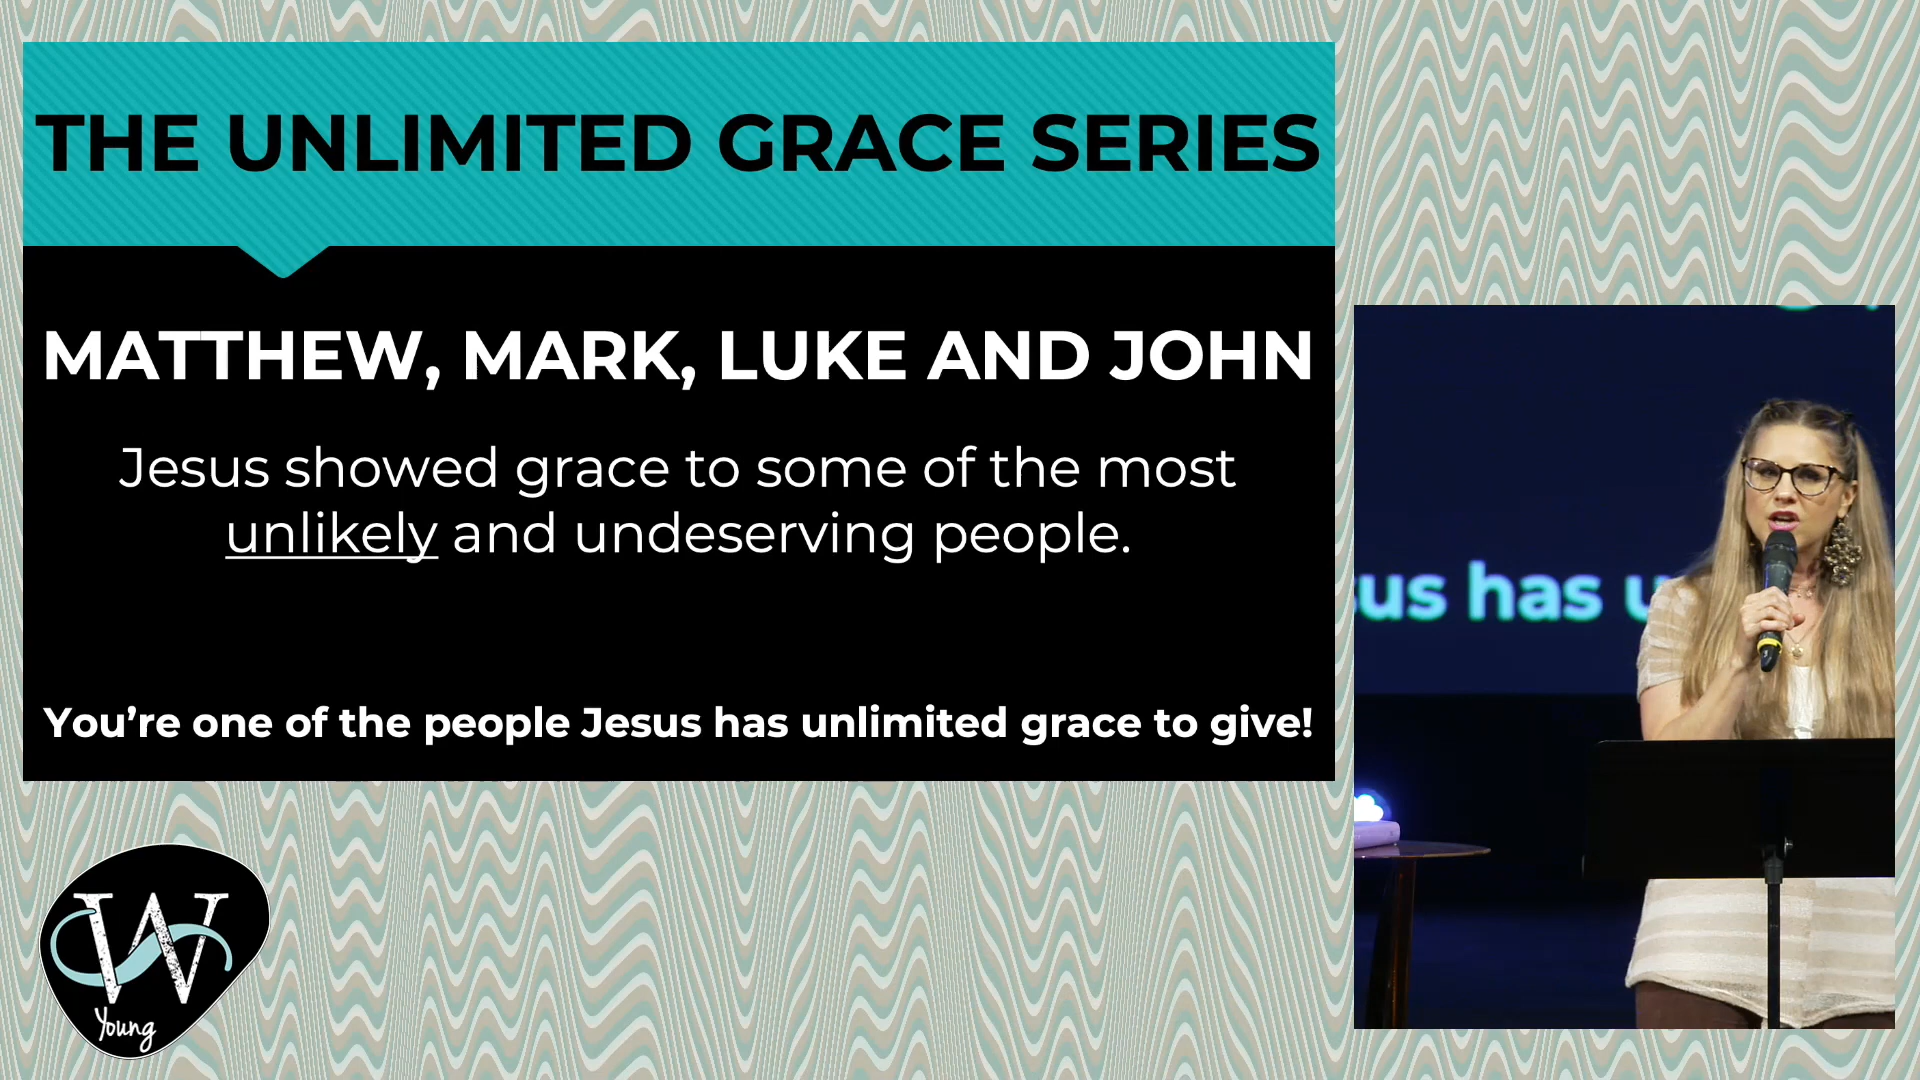 THE UNLIMITED GRACE SERIES
MATTHEW, MARK, LUKE AND JOHN
Jesus showed grace to some of the most
unlikely and undeserving people.
You’re one of the people Jesus has unlimited grace to give!
us has u
W
Young